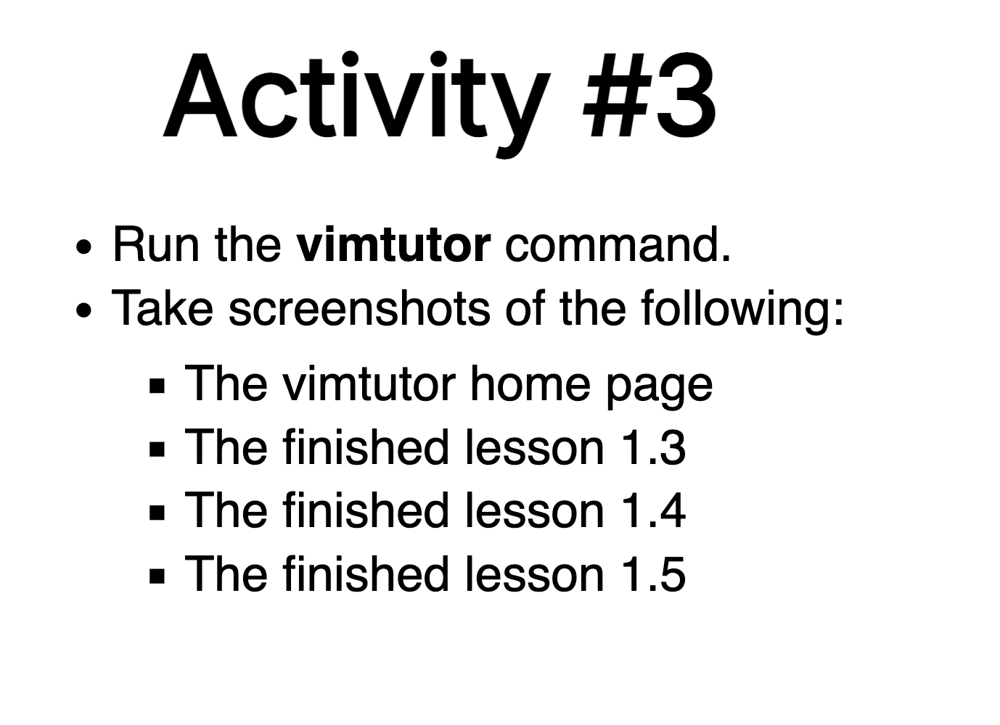 Activity #3
• Run the vimtutor command.
• Take screenshots of the following:
▪ The vimtutor home page
▪ The finished lesson 1.3
▪ The finished lesson 1.4
▪ The finished lesson 1.5